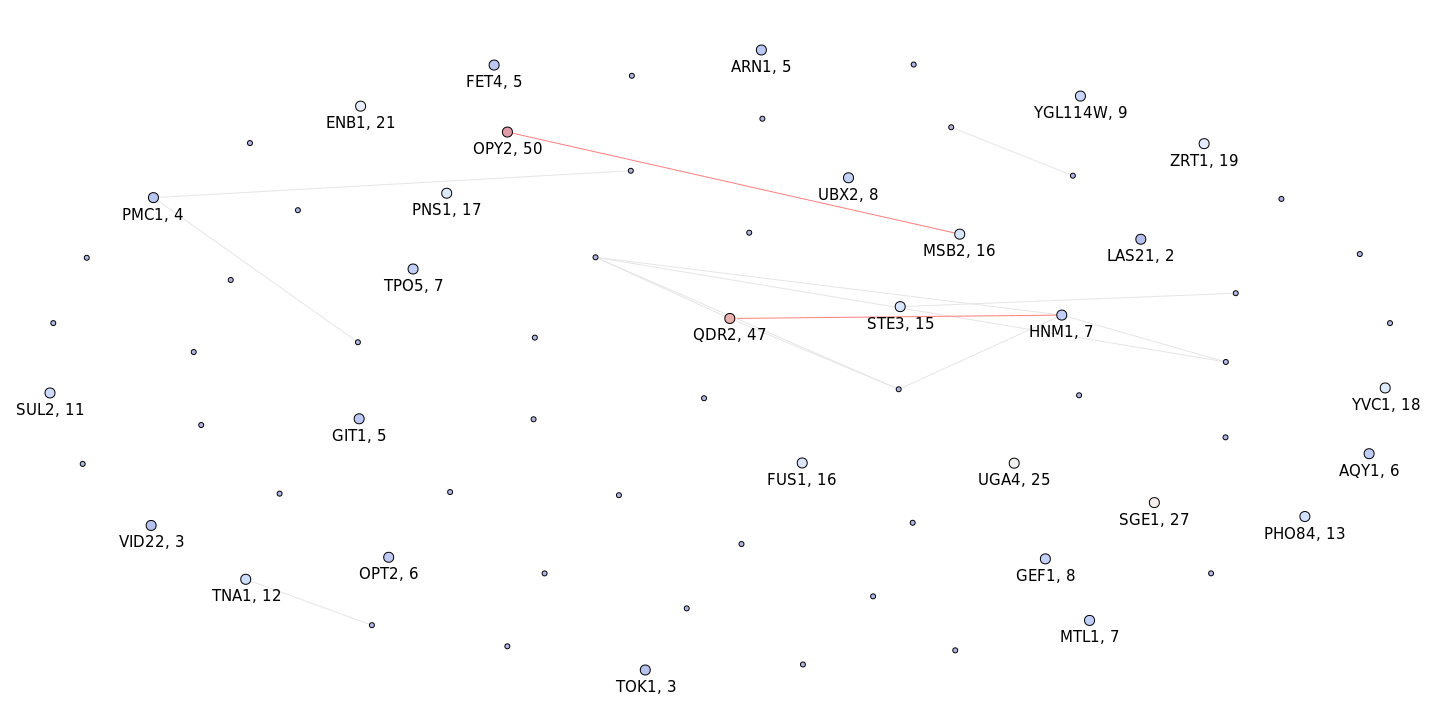 ARN1, 5
FET4, 5
YGL114W, 9
ENB1, 21
OPY2, 50
ZRT1, 19
UBX2, 8
PNS1, 17
PMC1, 4
MSB2, 16
LAS21, 2
TPO5, 7
STE3, 15
HNM1, 7
QDR2, 47
YVC1, 18
SUL2, 11
GIT1, 5
AQY1, 6
FUS1, 16
UGA4, 25
SGE1, 27
PHO84, 13
VID22, 3
OPT2, 6
GEF1, 8
TNA1, 12
MTL1, 7
TOK1, 3